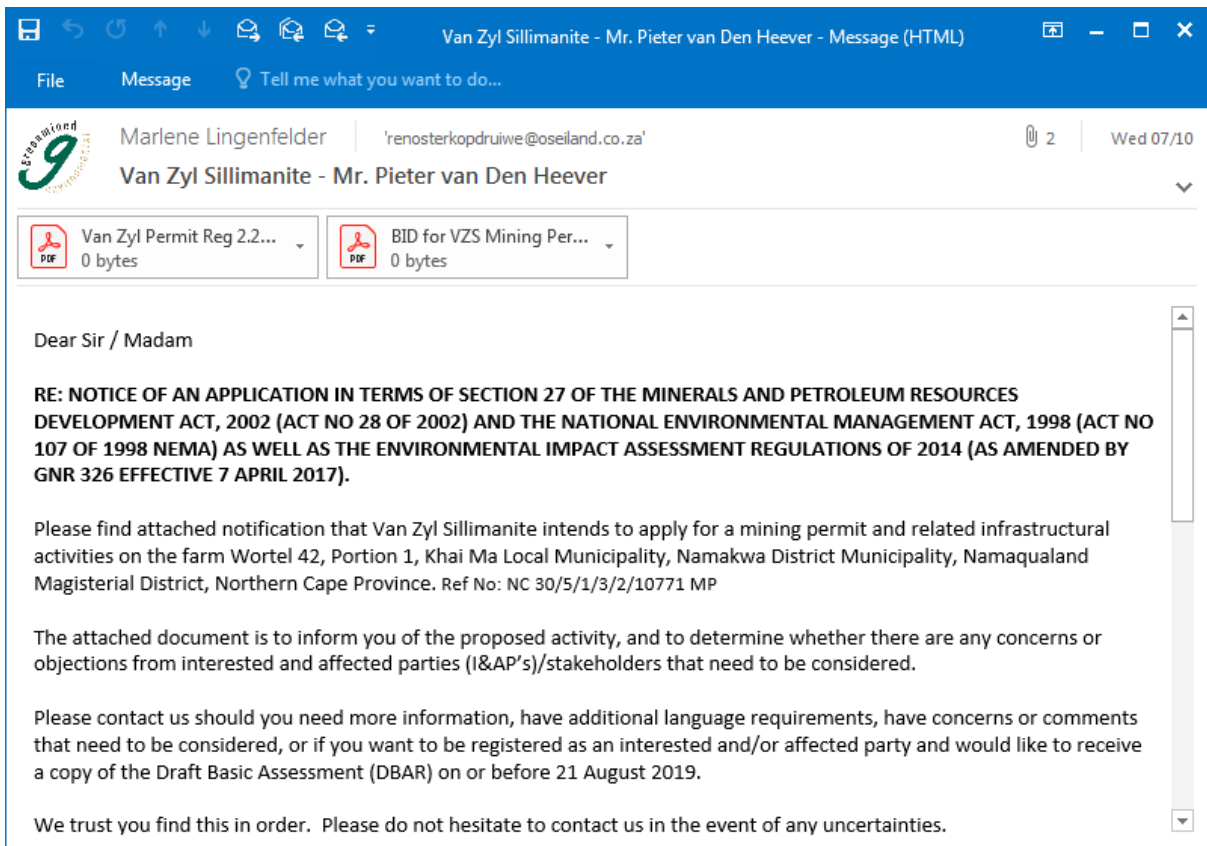 Van Zyl Sillimanite - Mr. Pieter van Den Heever - Message (HTML)
File Message Tell me what you want to do...
Marlene Lingenfelder 'renosterkopdruiwe@oseiland.co.za' 2 Wed 07/10
Van Zyl Sillimanite - Mr. Pieter van Den Heever
greenmined
Van Zyl Permit Reg 2.2... BID for VZS Mining Per...
PDF 0 bytes PDF 0 bytes
Dear Sir / Madam
RE: NOTICE OF AN APPLICATION IN TERMS OF SECTION 27 OF THE MINERALS AND PETROLEUM RESOURCES
DEVELOPMENT ACT, 2002 (ACT NO 28 OF 2002) AND THE NATIONAL ENVIRONMENTAL MANAGEMENT ACT, 1998 (ACT NO
107 OF 1998 NEMA) AS WELL AS THE ENVIRONMENTAL IMPACT ASSESSMENT REGULATIONS OF 2014 (AS AMENDED BY
GNR 326 EFFECTIVE 7 APRIL 2017).
Please find attached notification that Van Zyl Sillimanite intends to apply for a mining permit and related infrastructural
activities on the farm Wortel 42, Portion 1, Khai Ma Local Municipality, Namakwa District Municipality, Namaqualand
Magisterial District, Northern Cape Province. Ref No: NC 30/5/1/3/2/10771 MP
The attached document is to inform you of the proposed activity, and to determine whether there are any concerns or
objections from interested and affected parties (I&AP's)/stakeholders that need to be considered.
Please contact us should you need more information, have additional language requirements, have concerns or comments
that need to be considered, or if you want to be registered as an interested and/or affected party and would like to receive
a copy of the Draft Basic Assessment (DBAR) on or before 21 August 2019.
We trust you find this in order.  Please do not hesitate to contact us in the event of any uncertainties.